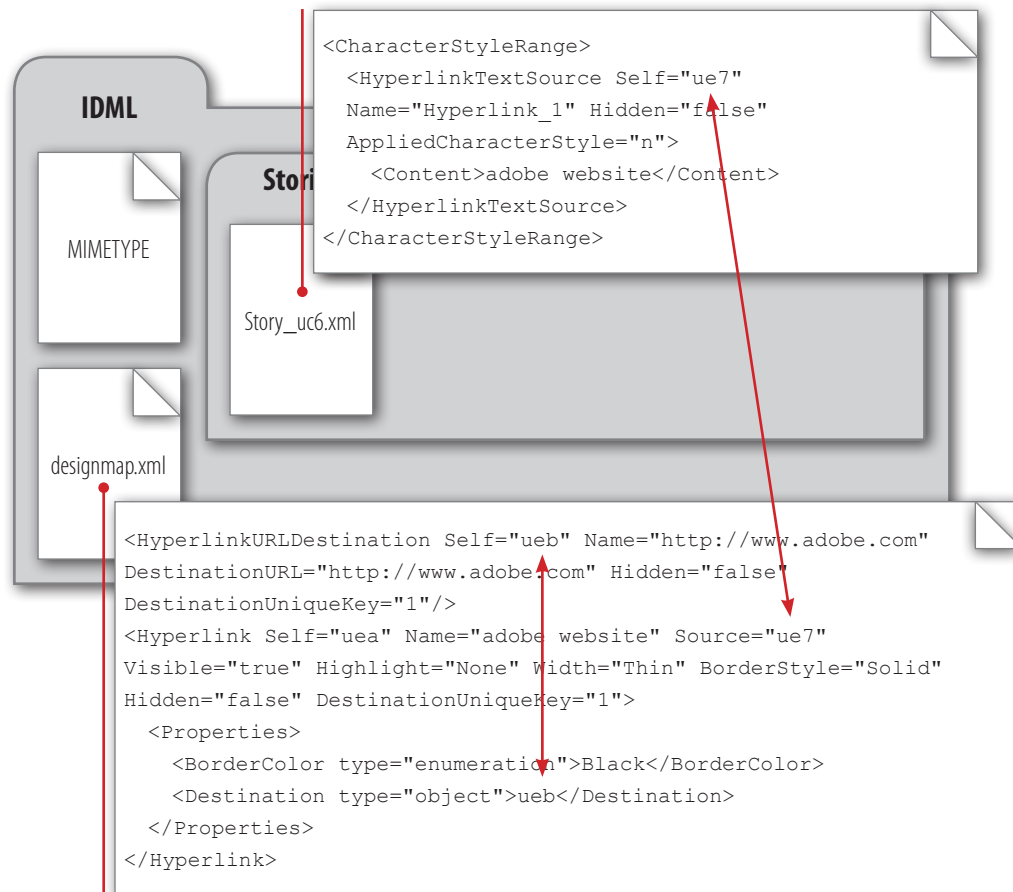 <CharacterStyleRange>
<HyperlinkTextSource Self="ue7"
Name="Hyperlink_1" Hidden="false"
AppliedCharacterStyle="n">
<Content>adobe website</Content>
</HyperlinkTextSource>
</CharacterStyleRange>
IDML
MIMETYPE
Stori
Story_uc6.xml
designmap.xml
<HyperlinkURLDestination Self="ueb" Name="http://www.adobe.com"
DestinationURL="http://www.adobe.com" Hidden="false"
DestinationUniqueKey="1"/>
<Hyperlink Self="uea" Name="adobe website" Source="ue7"
Visible="true" Highlight="None" Width="Thin" BorderStyle="Solid"
Hidden="false" DestinationUniqueKey="1">
<Properties>
<BorderColor type="enumeration">Black</BorderColor>
<Destination type="object">ueb</Destination>
</Properties>
</Hyperlink>